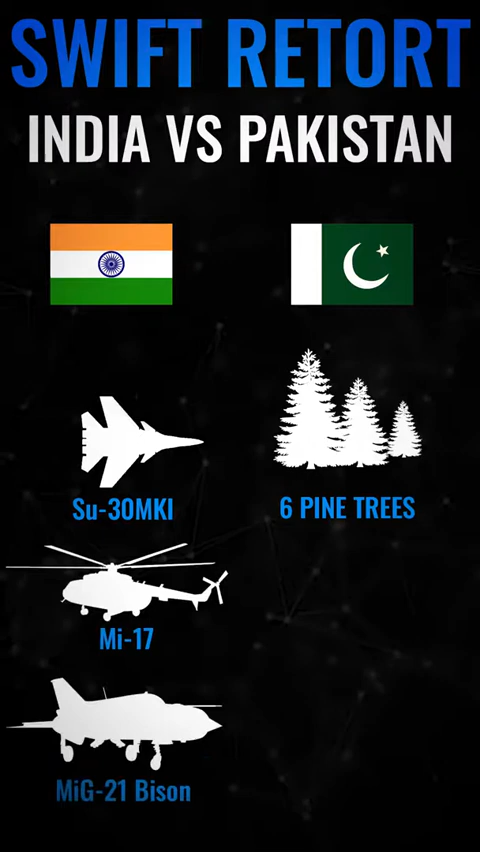 SWIFT RETORT
INDIA VS PAKISTAN
Su-30MKI
6 PINE TREES
Mi-17
MiG-21 Bison